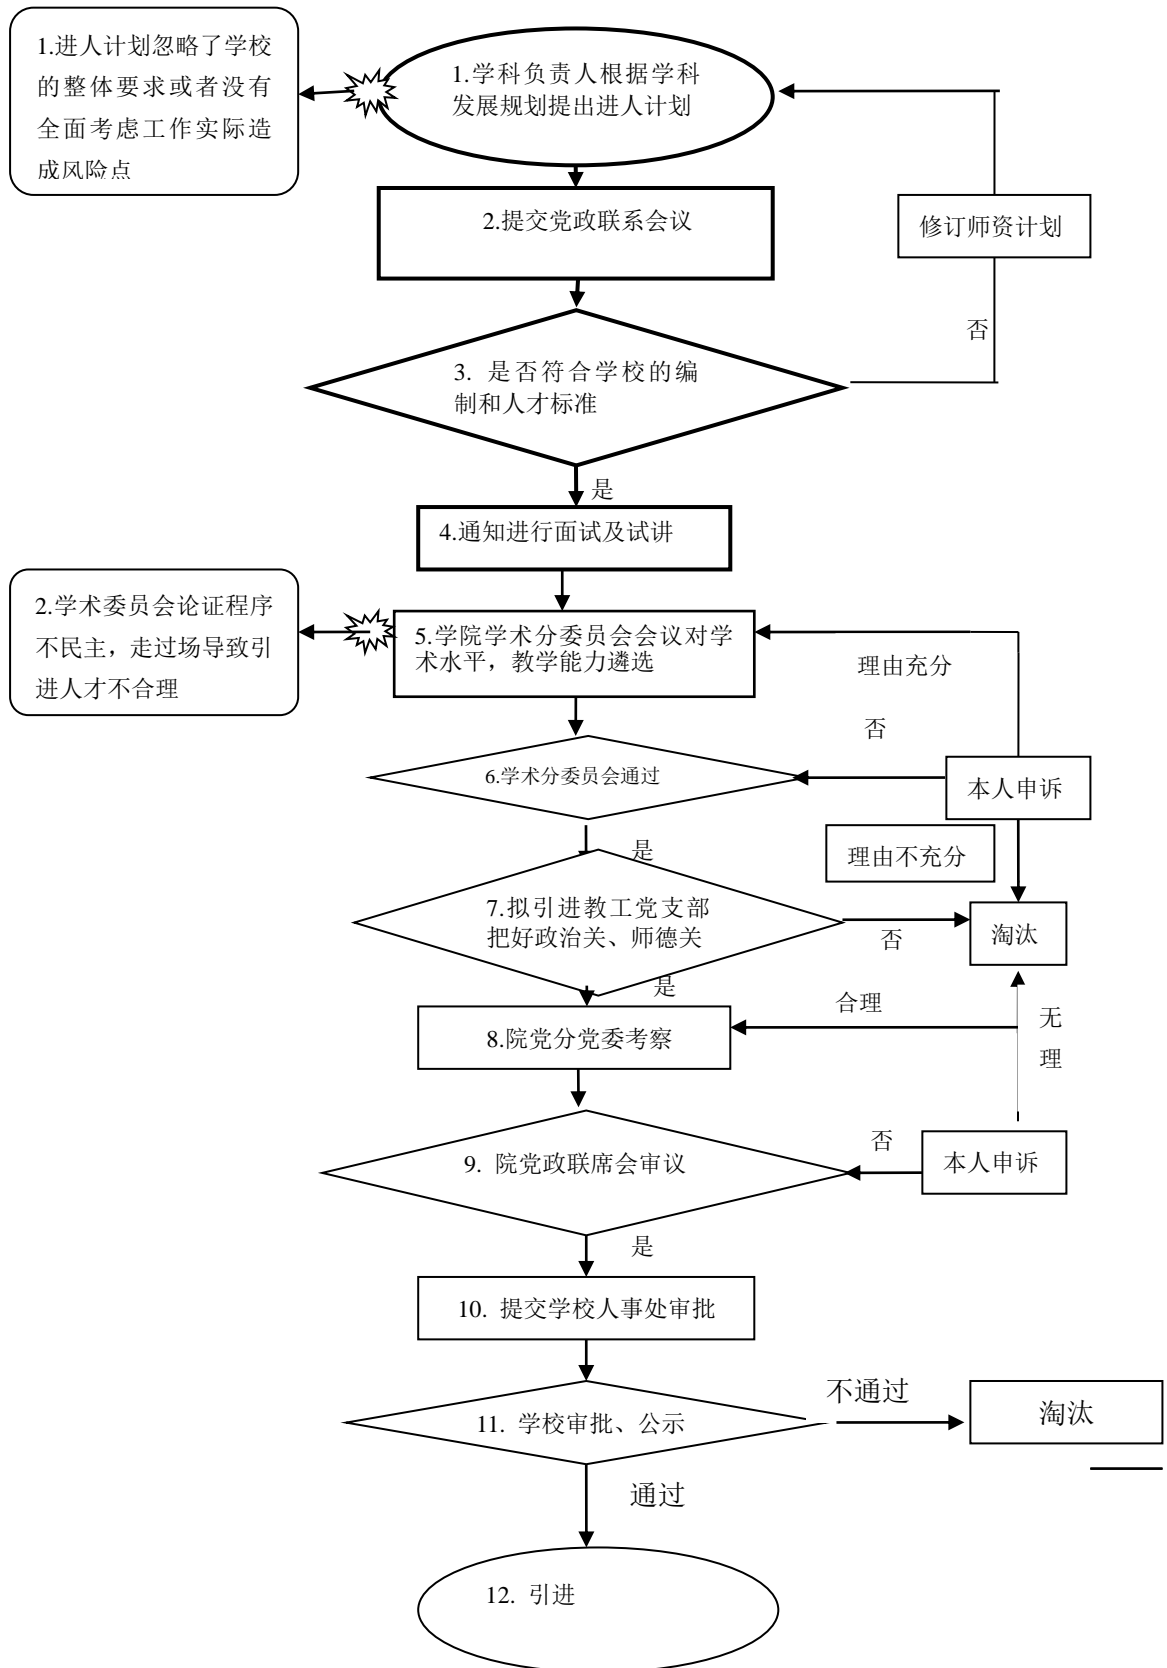 1.进人计划忽略了学校
的整体要求或者没有
全面考虑工作实际造
成风险点
1.学科负责人根据学科
发展规划提出进人计划
2.提交党政联系会议
修订师资计划
否
3. 是否符合学校的编
制和人才标准
是
4.通知进行面试及试讲
2.学术委员会论证程序
不民主，走过场导致引
进人才不合理
5.学院学术分委员会会议对学
术水平，教学能力遴选
理由充分
否
6.学术分委员会通过
本人申诉
是
理由不充分
7.拟引进教工党支部
把好政治关、师德关
否
淘汰
是
合理
无
理
8.院党分党委考察
否
9. 院党政联席会审议
本人申诉
是
10. 提交学校人事处审批
不通过
11. 学校审批、公示
淘汰
通过
12. 引进